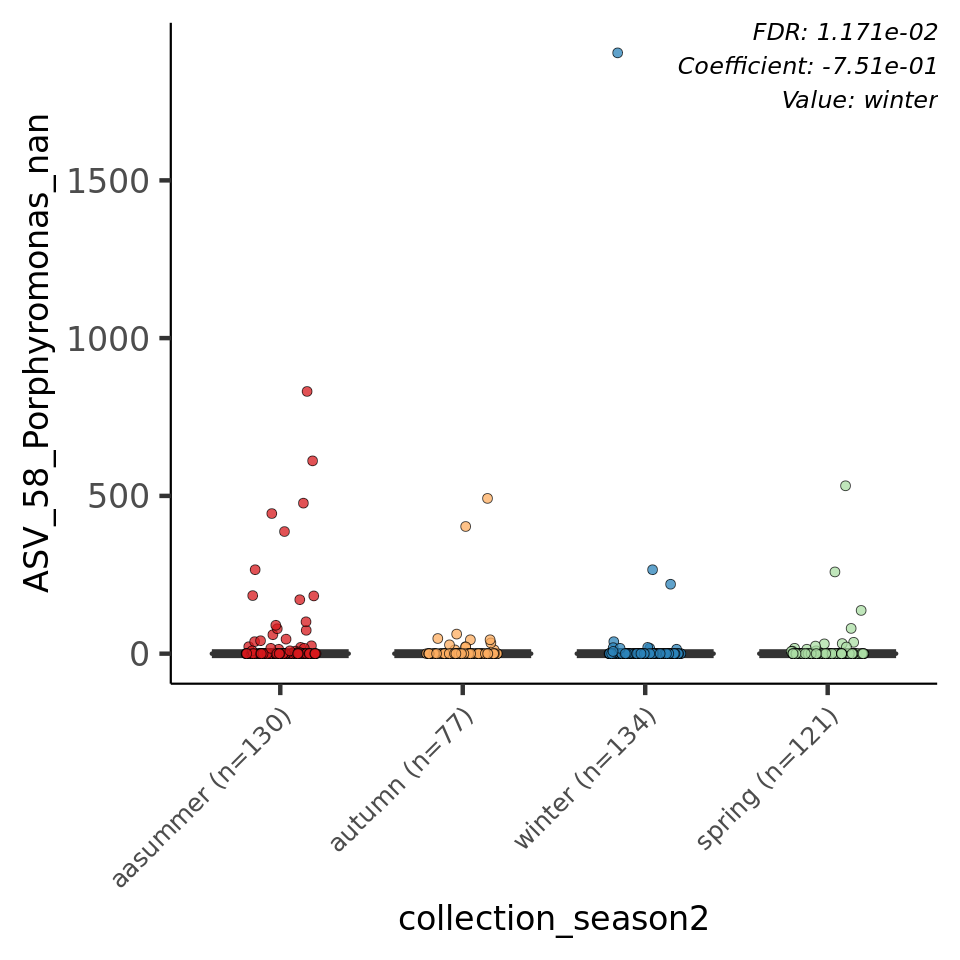 FDR: 1.171e-02
Coefficient: -7.51e-01
Value: winter
ASV_58_Porphyromonas_nan
1500
1000
500
0
aasummer (n=130)
autumn (n=77)
winter (n=134)
spring (n=121)
collection_season2